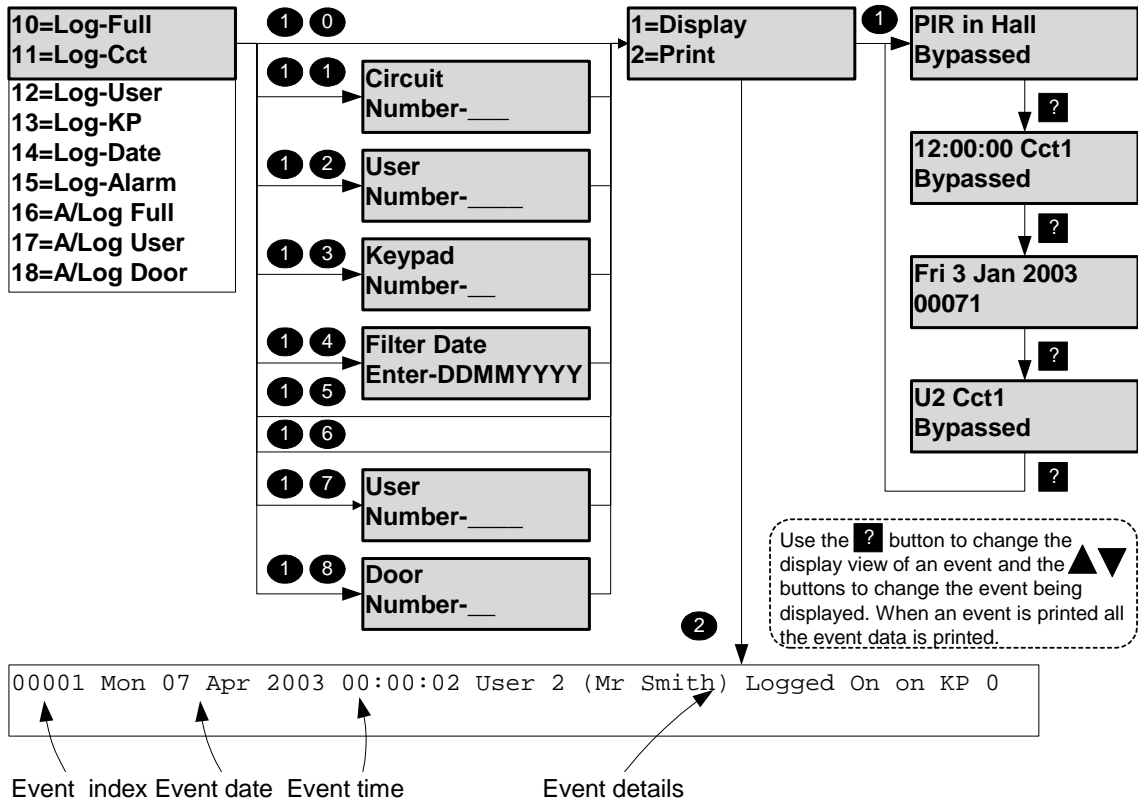 10=Log-Full
11=Log-Cct
12=Log-User
13=Log-KP
14=Log-Date
15=Log-Alarm
16=A/Log Full
17=A/Log User
18=A/Log Door
1 0
1 1
Circuit
Number-___
1 2
User
Number-____
1 3
Keypad
Number-__
1 4
Filter Date
Enter-DDMMYYYY
1 5
1 6
1 7
User
Number-____
1 8
Door
Number-__
1=Display
2=Print
1
PIR in Hall
Bypassed
?
12:00:00 Cct1
Bypassed
?
Fri 3 Jan 2003
00071
?
U2 Cct1
Bypassed
?
Use the ? button to change the
display view of an event and the
buttons to change the event being
displayed. When an event is printed all
the event data is printed.
2
00001 Mon 07 Apr 2003 00:00:02 User 2 (Mr Smith) Logged On on KP 0
Event index Event date Event time Event details